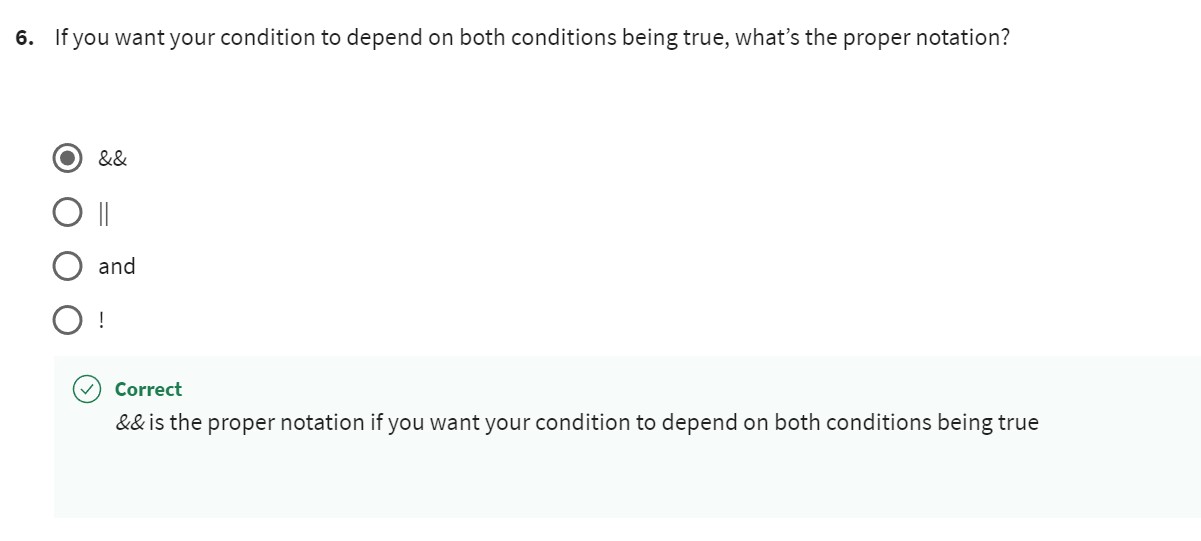 6. If you want your condition to depend on both conditions being true, what’s the proper notation?
&&
||
and
!
Correct
&& is the proper notation if you want your condition to depend on both conditions being true